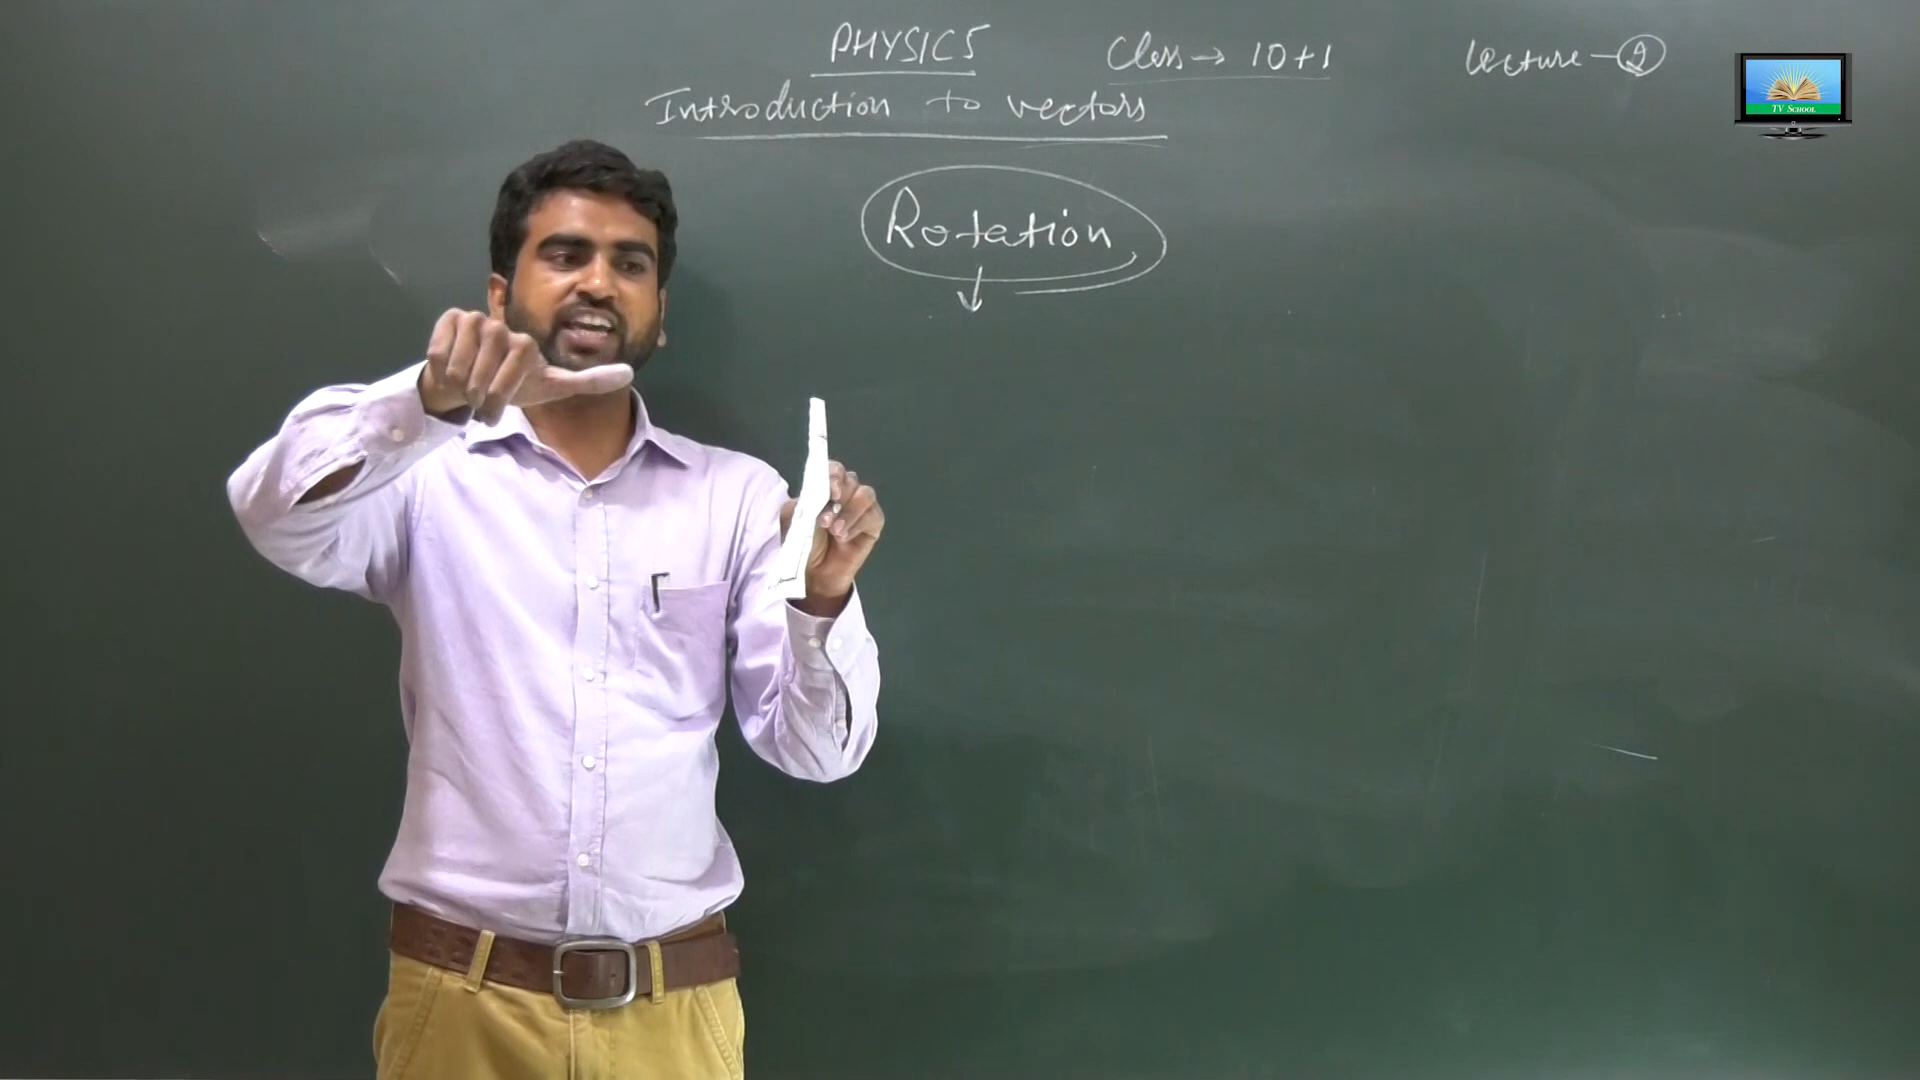 PHYSICS Class → 10+1 Lecture - 2
Introduction to vectors
Rotation
TV SCHOOL